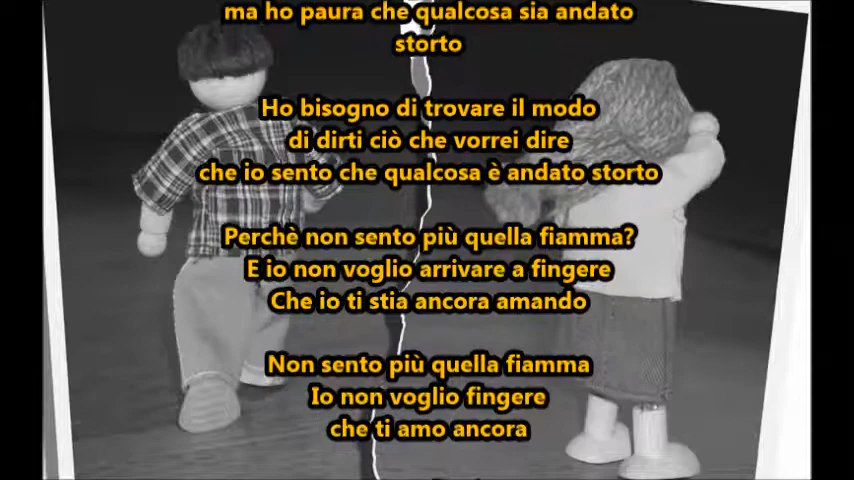 ma ho paura che qualcosa sia andato
storto
Ho bisogno di trovare il modo
di dirti ciò che vorrei dire
che io sento che qualcosa è andato storto
Perchè non sento più quella fiamma?
E io non voglio arrivare a fingere
Che io ti stia ancora amando
Non sento più quella fiamma
Io non voglio fingere
che ti amo ancora